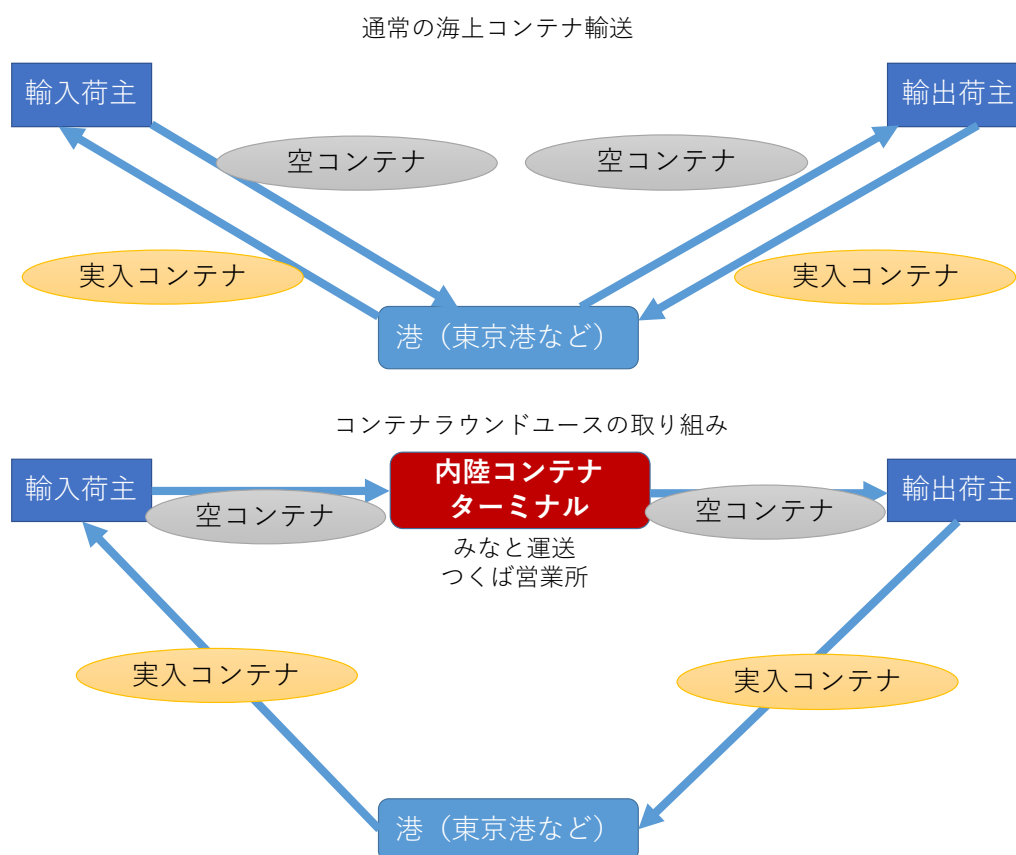 通常の海上コンテナ輸送
輸入荷主
輸出荷主
空コンテナ
空コンテナ
実入コンテナ
実入コンテナ
港（東京港など）
コンテナラウンドユースの取り組み
輸入荷主
内陸コンテナ
ターミナル
輸出荷主
空コンテナ
空コンテナ
みなと運送
つくば営業所
実入コンテナ
実入コンテナ
港（東京港など）